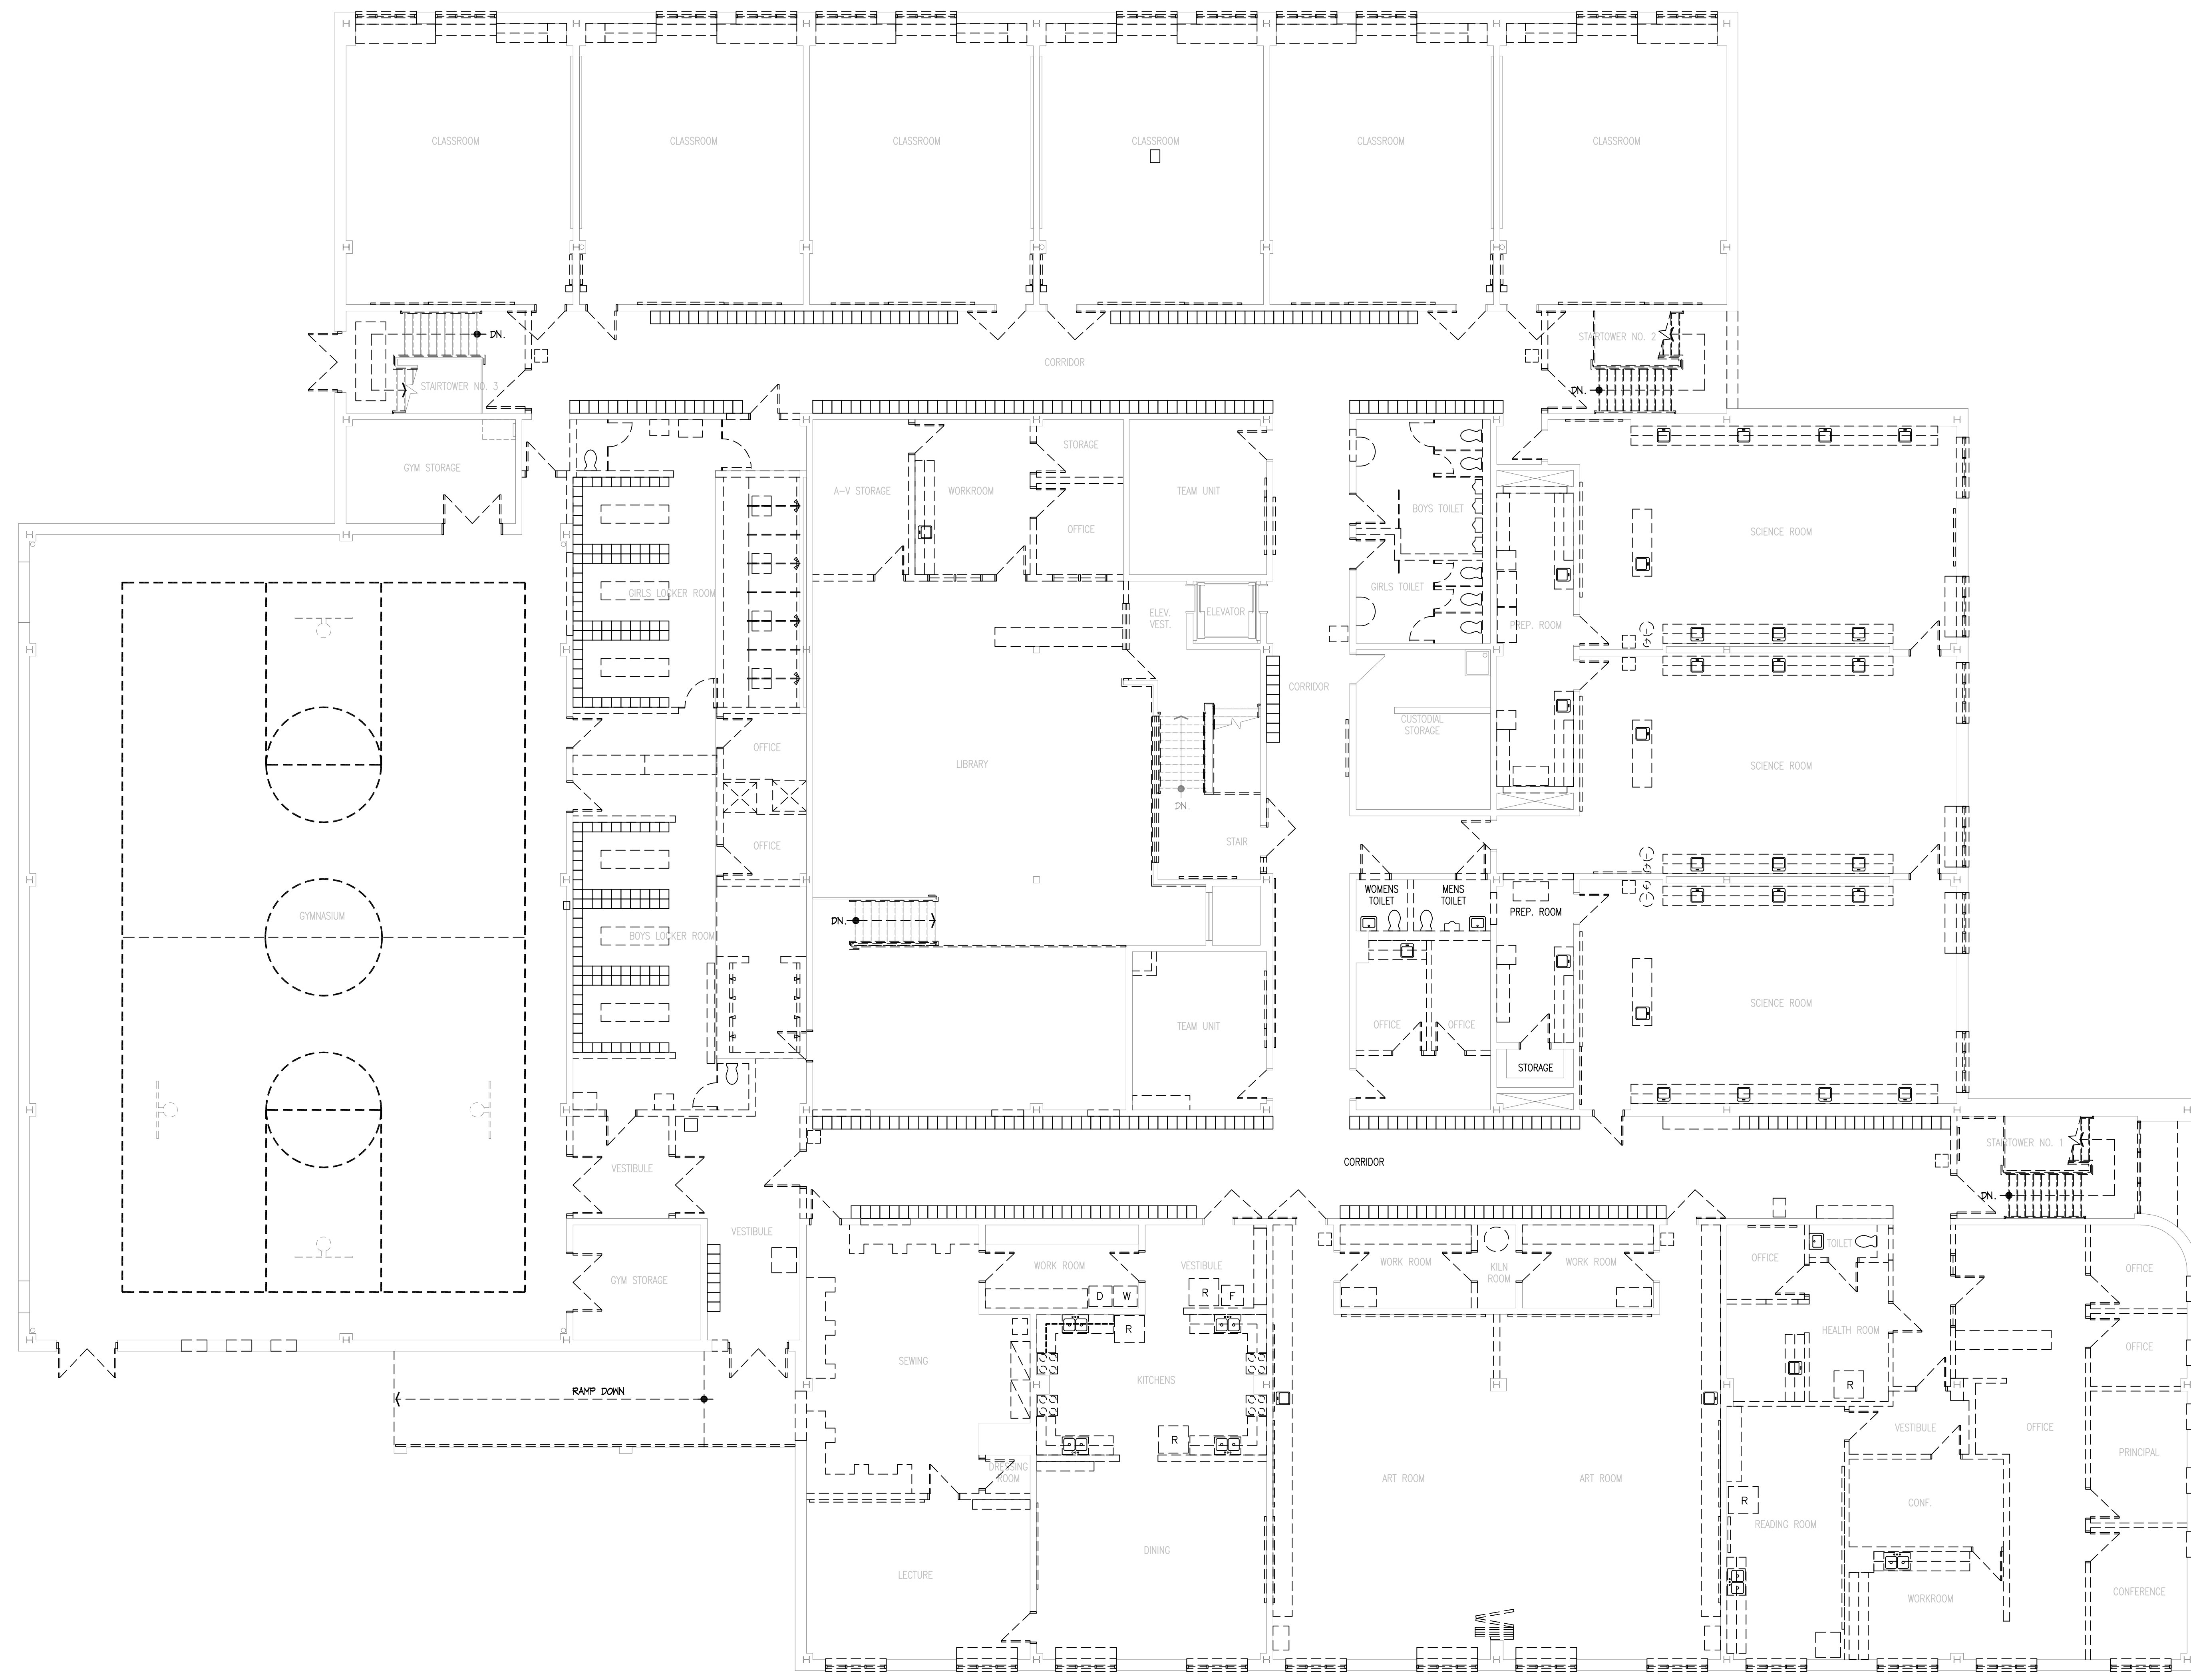 CLASSROOM
CLASSROOM
CLASSROOM
CLASSROOM
CLASSROOM
CLASSROOM
DN.
STAIRTOWER NO. 3
CORRIDOR
STAIRTOWER NO. 2
DN.
GYM STORAGE
A-V STORAGE
WORKROOM
STORAGE
OFFICE
TEAM UNIT
BOYS TOILET
SCIENCE ROOM
GIRLS LOCKER ROOM
ELEV.
VEST.
ELEVATOR
GIRLS TOILET
PREP. ROOM
CORRIDOR
CUSTODIAL
STORAGE
OFFICE
LIBRARY
SCIENCE ROOM
DN.
OFFICE
STAIR
WOMENS
TOILET
MENS
TOILET
PREP. ROOM
GYMNASIUM
BOYS LOCKER ROOM
DN.
TEAM UNIT
OFFICE
OFFICE
SCIENCE ROOM
STORAGE
CORRIDOR
STAIRTOWER NO. 1
DN.
VESTIBULE
VESTIBULE
GYM STORAGE
WORK ROOM
VESTIBULE
D
W
R
F
R
WORK ROOM
KILN
ROOM
WORK ROOM
OFFICE
TOILET
OFFICE
HEALTH ROOM
OFFICE
SEWING
KITCHENS
RAMP DOWN
R
R
VESTIBULE
OFFICE
PRINCIPAL
DRESSING
ROOM
ART ROOM
ART ROOM
R
CONF.
READING ROOM
DINING
LECTURE
WORKROOM
CONFERENCE